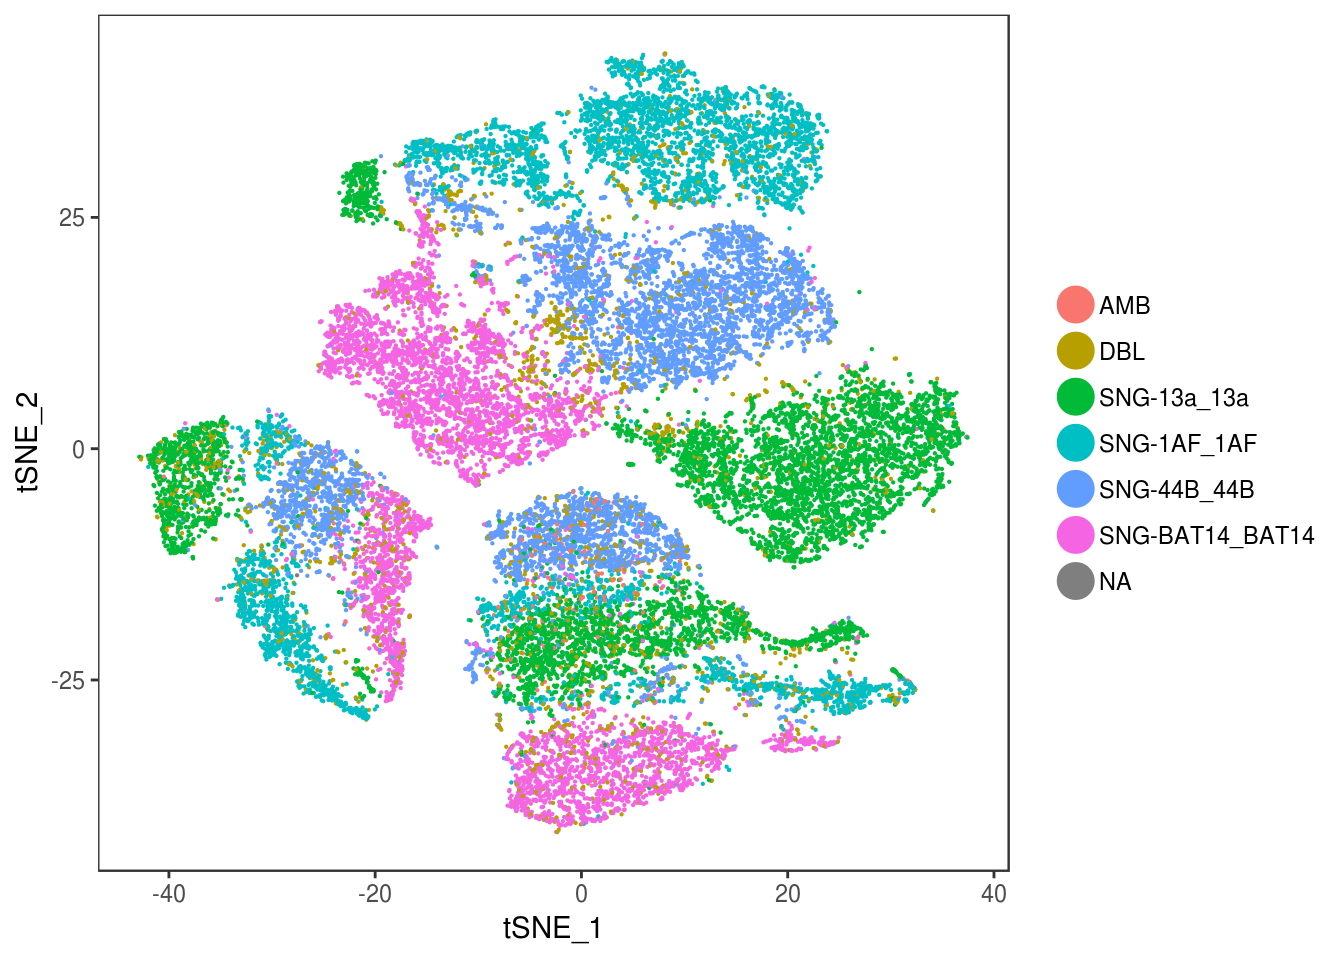 tSNE_2
25
0
-25
-40
-20
0
20
40
tSNE_1
AMB
DBL
SNG-13a_13a
SNG-1AF_1AF
SNG-44B_44B
SNG-BAT14_BAT14
NA